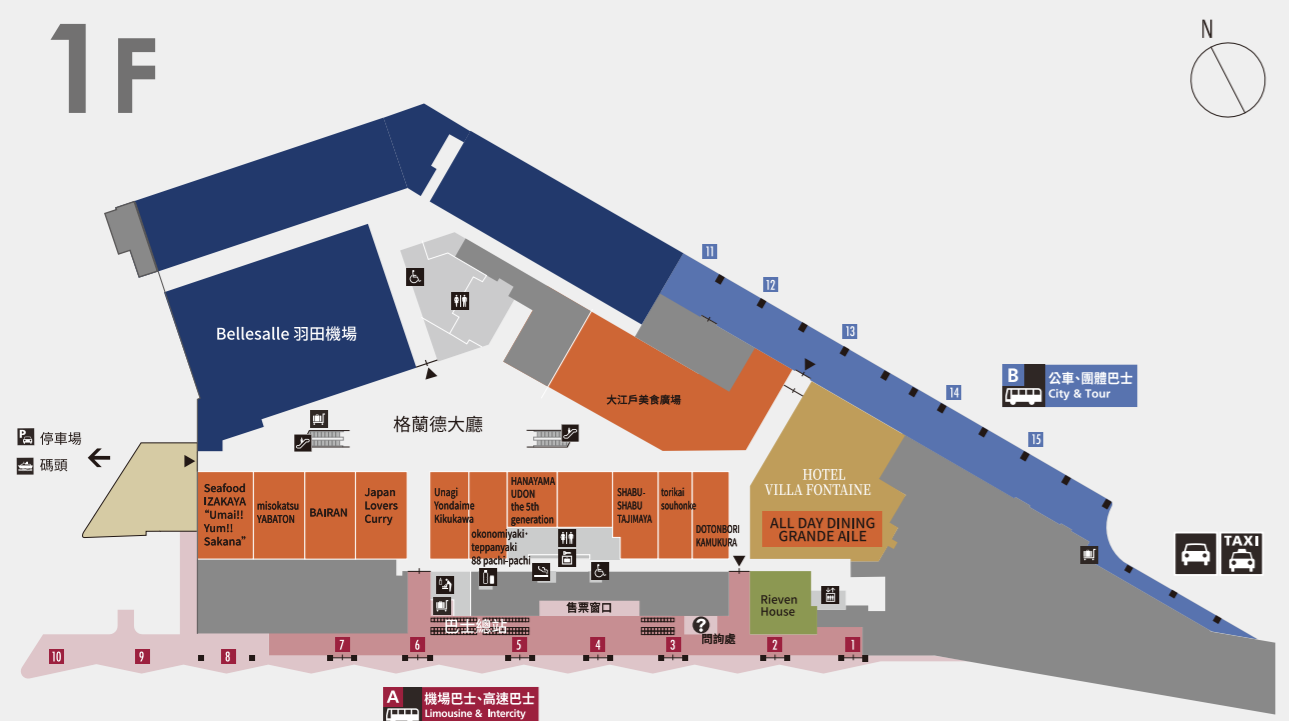 1F
N
11
12
13
14
15
Bellesalle 羽田機場
B
公車、團體巴士
City & Tour
大江戶美食廣場
格蘭德大廳
P
停車場
碼頭
HOTEL
VILLA FONTAINE
ALL DAY DINING
GRANDE AILE
Seafood
IZAKAYA
"Umai!!
Yum!!
Sakana"
misokatsu
YABATON
BAIRAN
Japan
Lovers
Curry
Unagi
Yondaime
Kikukawa
okonomiyaki・
teppanyaki
88 pachi-pachi
HANAYAMA
UDON
the 5th
generation
SHABU-
SHABU
TAJIMAYA
torikai
souhonke
DOTONBORI
KAMUKURA
TAXI
Rieven
House
售票窗口
巴士總站
?
問詢處
10
9
8
7
6
5
4
3
2
1
A
機場巴士、高速巴士
Limousine & Intercity